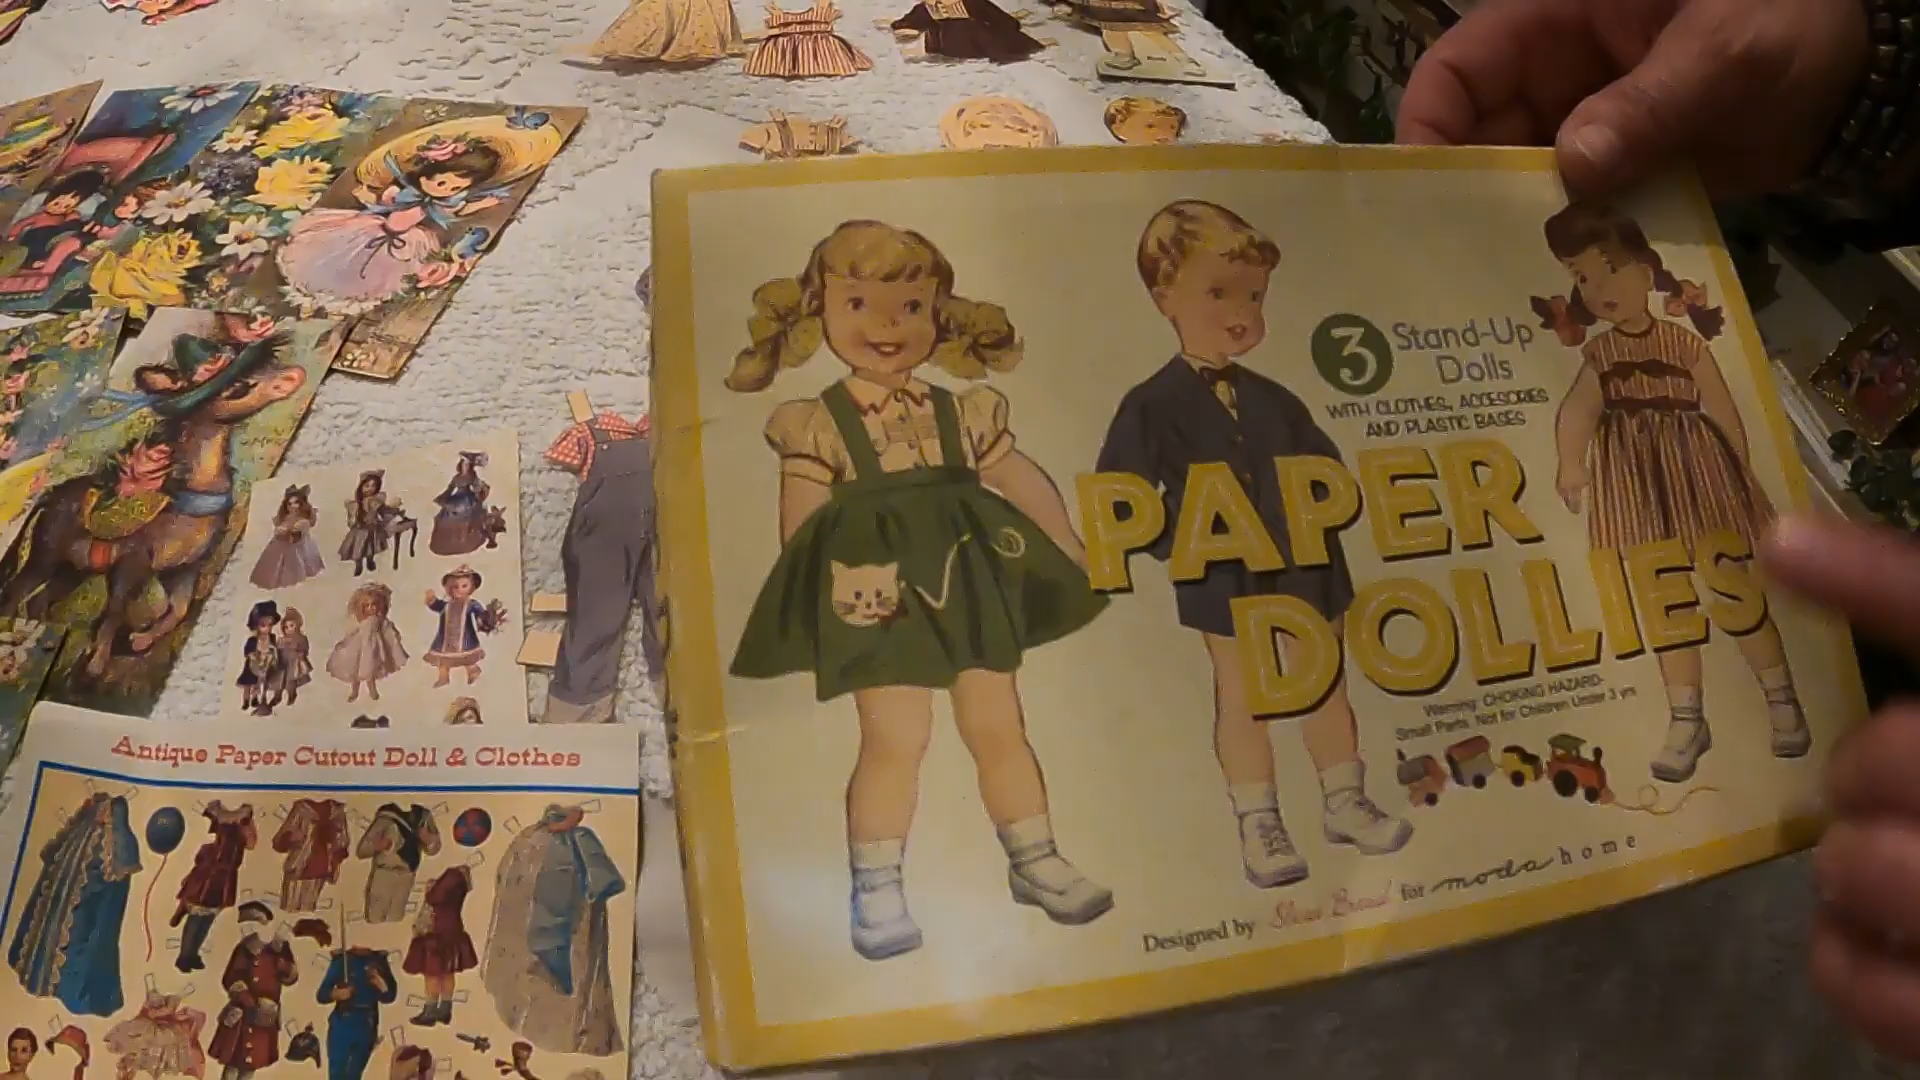 3 Stand-Up
Dolls
WITH CLOTHES, ACCESORIES
AND PLASTIC BASES
PAPER
DOLLIES
Warning: CHOKING HAZARD-
Small Parts. Not for Children Under 3 yrs
Designed by for moda home
Antique Paper Cutout Doll & Clothes